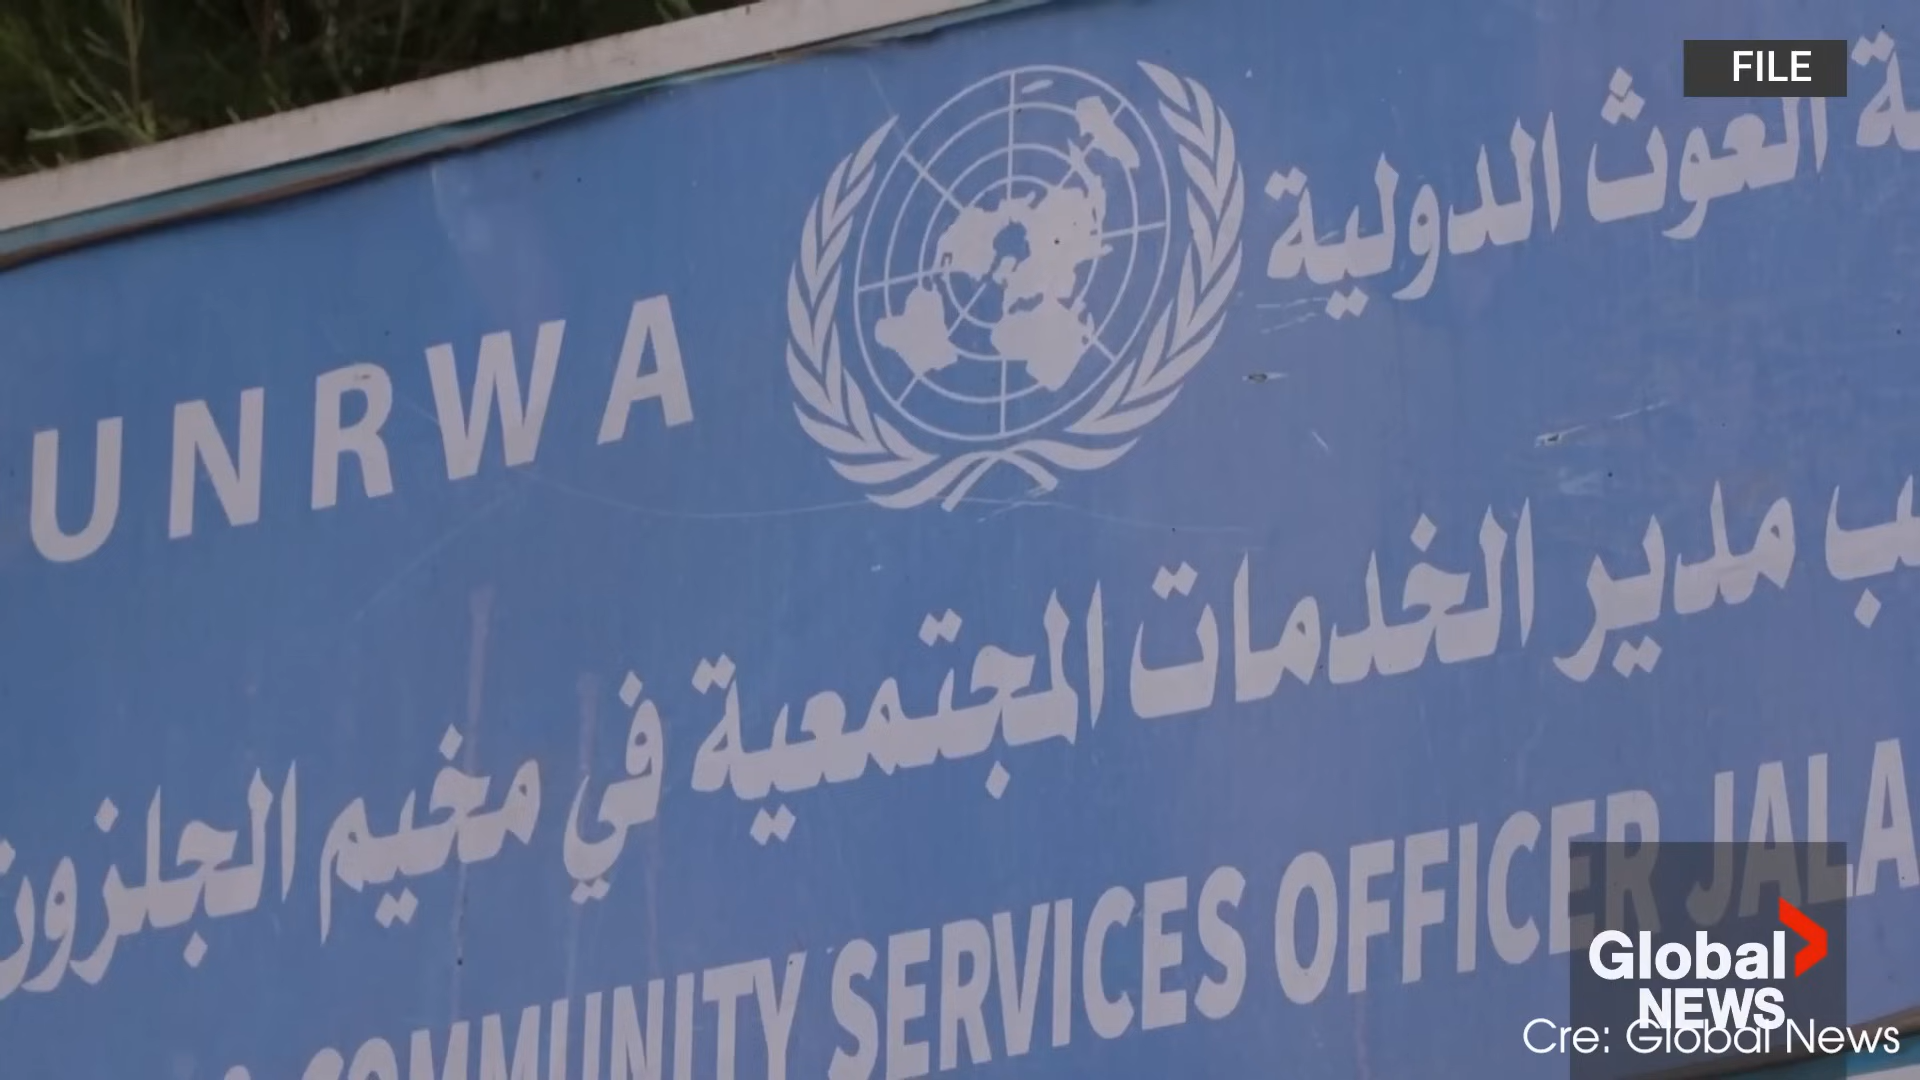 FILE
UNRWA
العوث الدولية
مدير الخدمات المجتمعية في مخيم الجلزون
COMMUNITY SERVICES OFFICER JALA
Global
NEWS
Cre: Global News